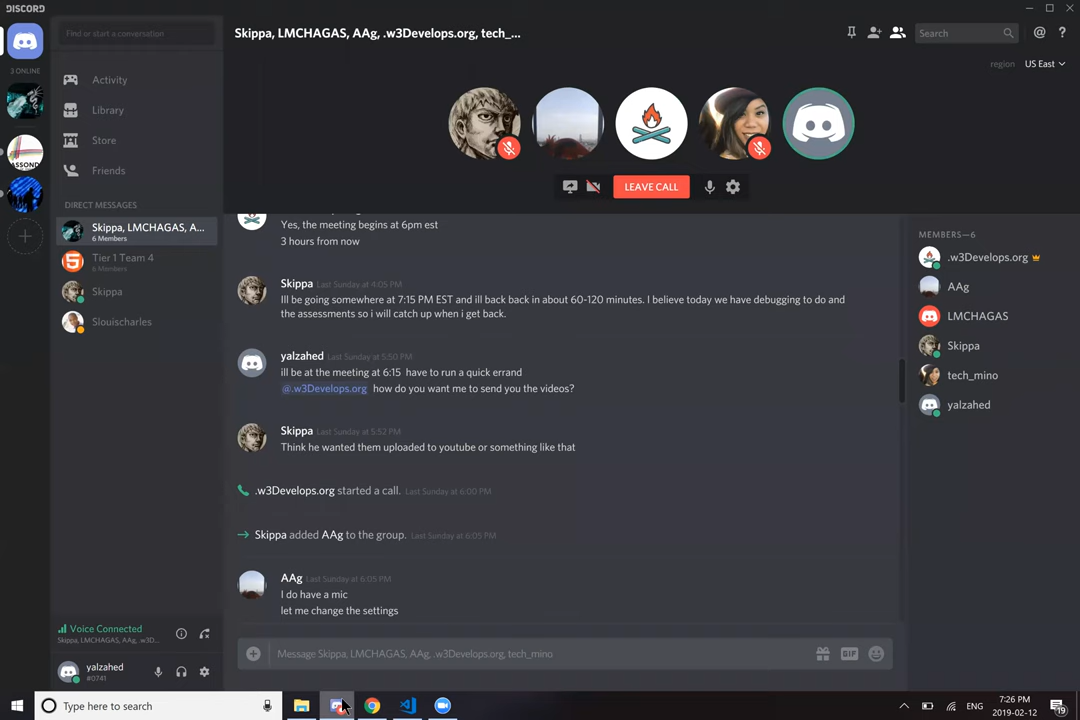 DISCORD
Find or start a conversation
Skippa, LMCHAGAS, AAg, .w3Develops.org, tech_...
Search
region
US East
3 ONLINE
Activity
Library
Store
Friends
DIRECT MESSAGES
Skippa, LMCHAGAS, A...
6 Members
Tier 1 Team 4
6 Members
Skippa
Slouischarles
ASSOND
LEAVE CALL
Yes, the meeting begins at 6pm est
3 hours from now
Skippa Last Sunday at 4:05 PM
Ill be going somewhere at 7:15 PM EST and ill back back in about 60-120 minutes. I believe today we have debugging to do and
the assessments so i will catch up when i get back.
yalzahed Last Sunday at 5:50 PM
ill be at the meeting at 6:15 have to run a quick errand
@.w3Develops.org how do you want me to send you the videos?
Skippa Last Sunday at 5:52 PM
Think he wanted them uploaded to youtube or something like that
.w3Develops.org started a call. Last Sunday at 6:00 PM
Skippa added AAg to the group. Last Sunday at 6:05 PM
AAg Last Sunday at 6:05 PM
I do have a mic
let me change the settings
Message Skippa, LMCHAGAS, AAg, .w3Develops.org, tech_mino
GIF
MEMBERS—6
.w3Develops.org
AAg
LMCHAGAS
Skippa
tech_mino
yalzahed
Voice Connected
Skippa, LMCHAGAS, AAg, .w3D...
yalzahed
#0741
Type here to search
ENG
7:26 PM
2019-02-12
19